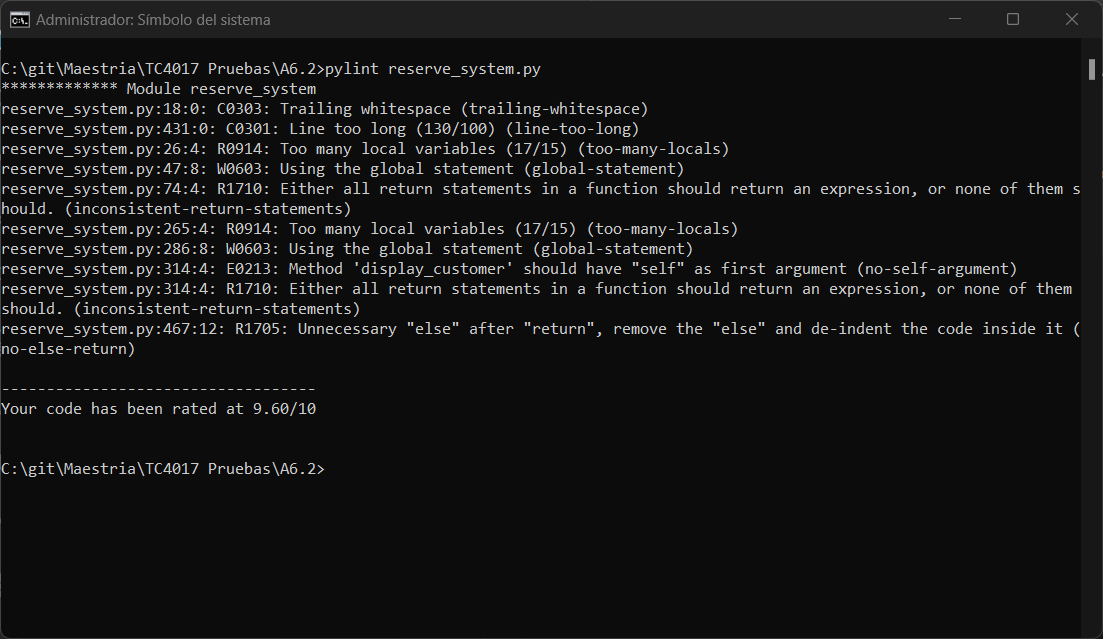 Administrador: Símbolo del sistema
C:\git\Maestria\TC4017 Pruebas\A6.2>pylint reserve_system.py
************* Module reserve_system
reserve_system.py:18:0: C0303: Trailing whitespace (trailing-whitespace)
reserve_system.py:431:0: C0301: Line too long (130/100) (line-too-long)
reserve_system.py:26:4: R0914: Too many local variables (17/15) (too-many-locals)
reserve_system.py:47:8: W0603: Using the global statement (global-statement)
reserve_system.py:74:4: R1710: Either all return statements in a function should return an expression, or none of them s
hould. (inconsistent-return-statements)
reserve_system.py:265:4: R0914: Too many local variables (17/15) (too-many-locals)
reserve_system.py:286:8: W0603: Using the global statement (global-statement)
reserve_system.py:314:4: E0213: Method 'display_customer' should have "self" as first argument (no-self-argument)
reserve_system.py:314:4: R1710: Either all return statements in a function should return an expression, or none of them
should. (inconsistent-return-statements)
reserve_system.py:467:12: R1705: Unnecessary "else" after "return", remove the "else" and de-indent the code inside it (
no-else-return)
-----------------------------------
Your code has been rated at 9.60/10
C:\git\Maestria\TC4017 Pruebas\A6.2>